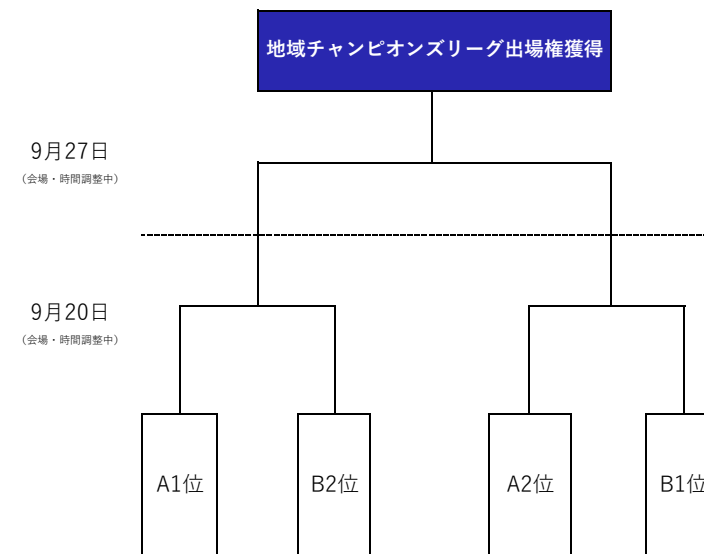 地域チャンピオンズリーグ出場権獲得
9月27日
（会場・時間調整中）
9月20日
（会場・時間調整中）
A1位
B2位
A2位
B1位